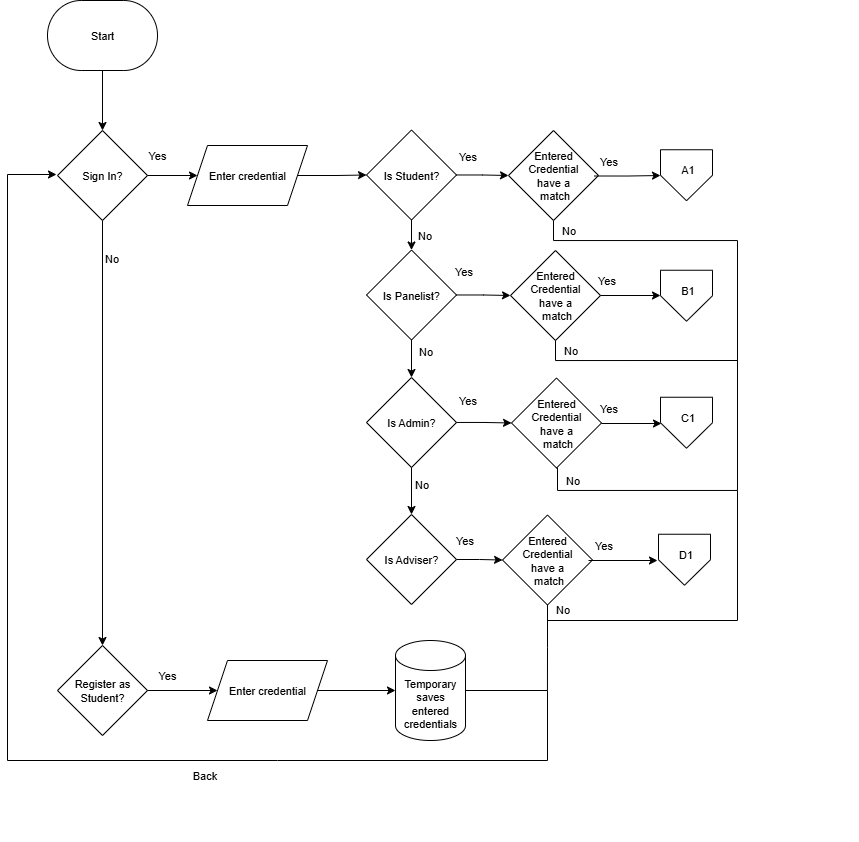 Start
Sign In?
Yes
Enter credential
Is Student?
Yes
Entered
Credential
have a
match
Yes
A1
No
No
No
Is Panelist?
Yes
Entered
Credential
have a
match
Yes
B1
No
No
Is Admin?
Yes
Entered
Credential
have a
match
Yes
C1
No
No
Is Adviser?
Yes
Entered
Credential
have a
match
Yes
D1
No
Register as
Student?
Yes
Enter credential
Temporary
saves
entered
credentials
Back